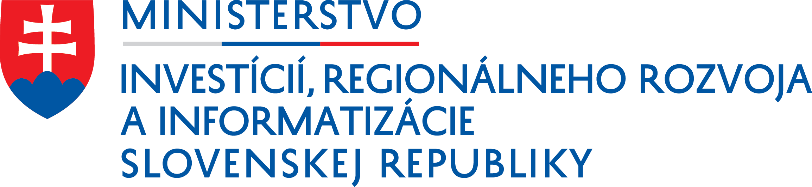 MINISTERSTVO
INVESTÍCIÍ, REGIONÁLNEHO ROZVOJA
A INFORMATIZÁCIE
SLOVENSKEJ REPUBLIKY